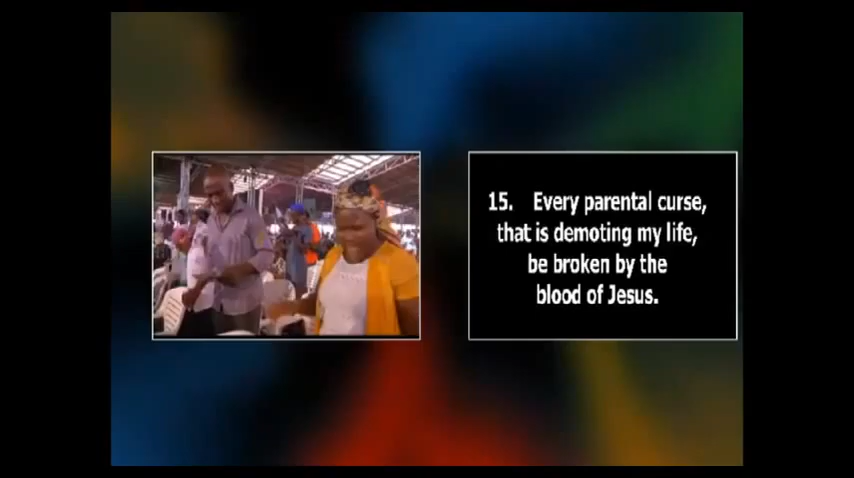 15. Every parental curse,
that is demoting my life,
be broken by the
blood of Jesus.